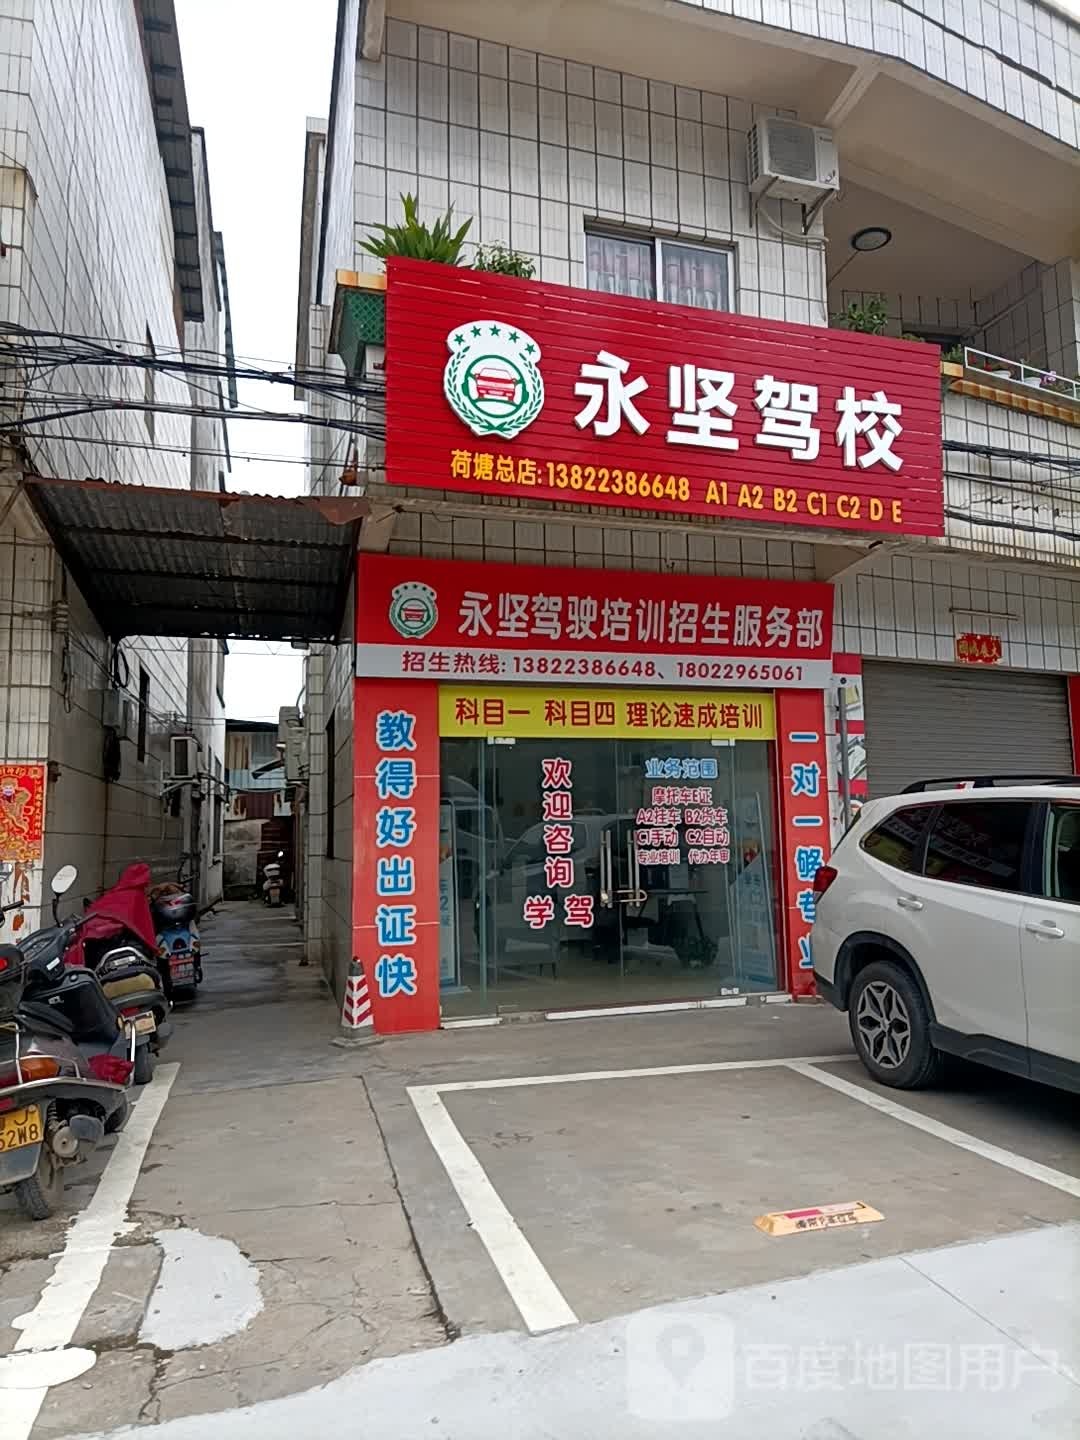 永坚驾校
荷塘总店:13822386648 A1 A2 B2 C1 C2 D E
永坚驾驶培训招生服务部
招生热线:13822386648、18022965061
科目一 科目四 理论速成培训
教得好出证快
一对一够专业
欢迎咨询
学驾
业务范围
摩托车E证
A2挂车 B2货车
C1手动 C2自动
专业培训 代办年审
52W8
百度地图用户